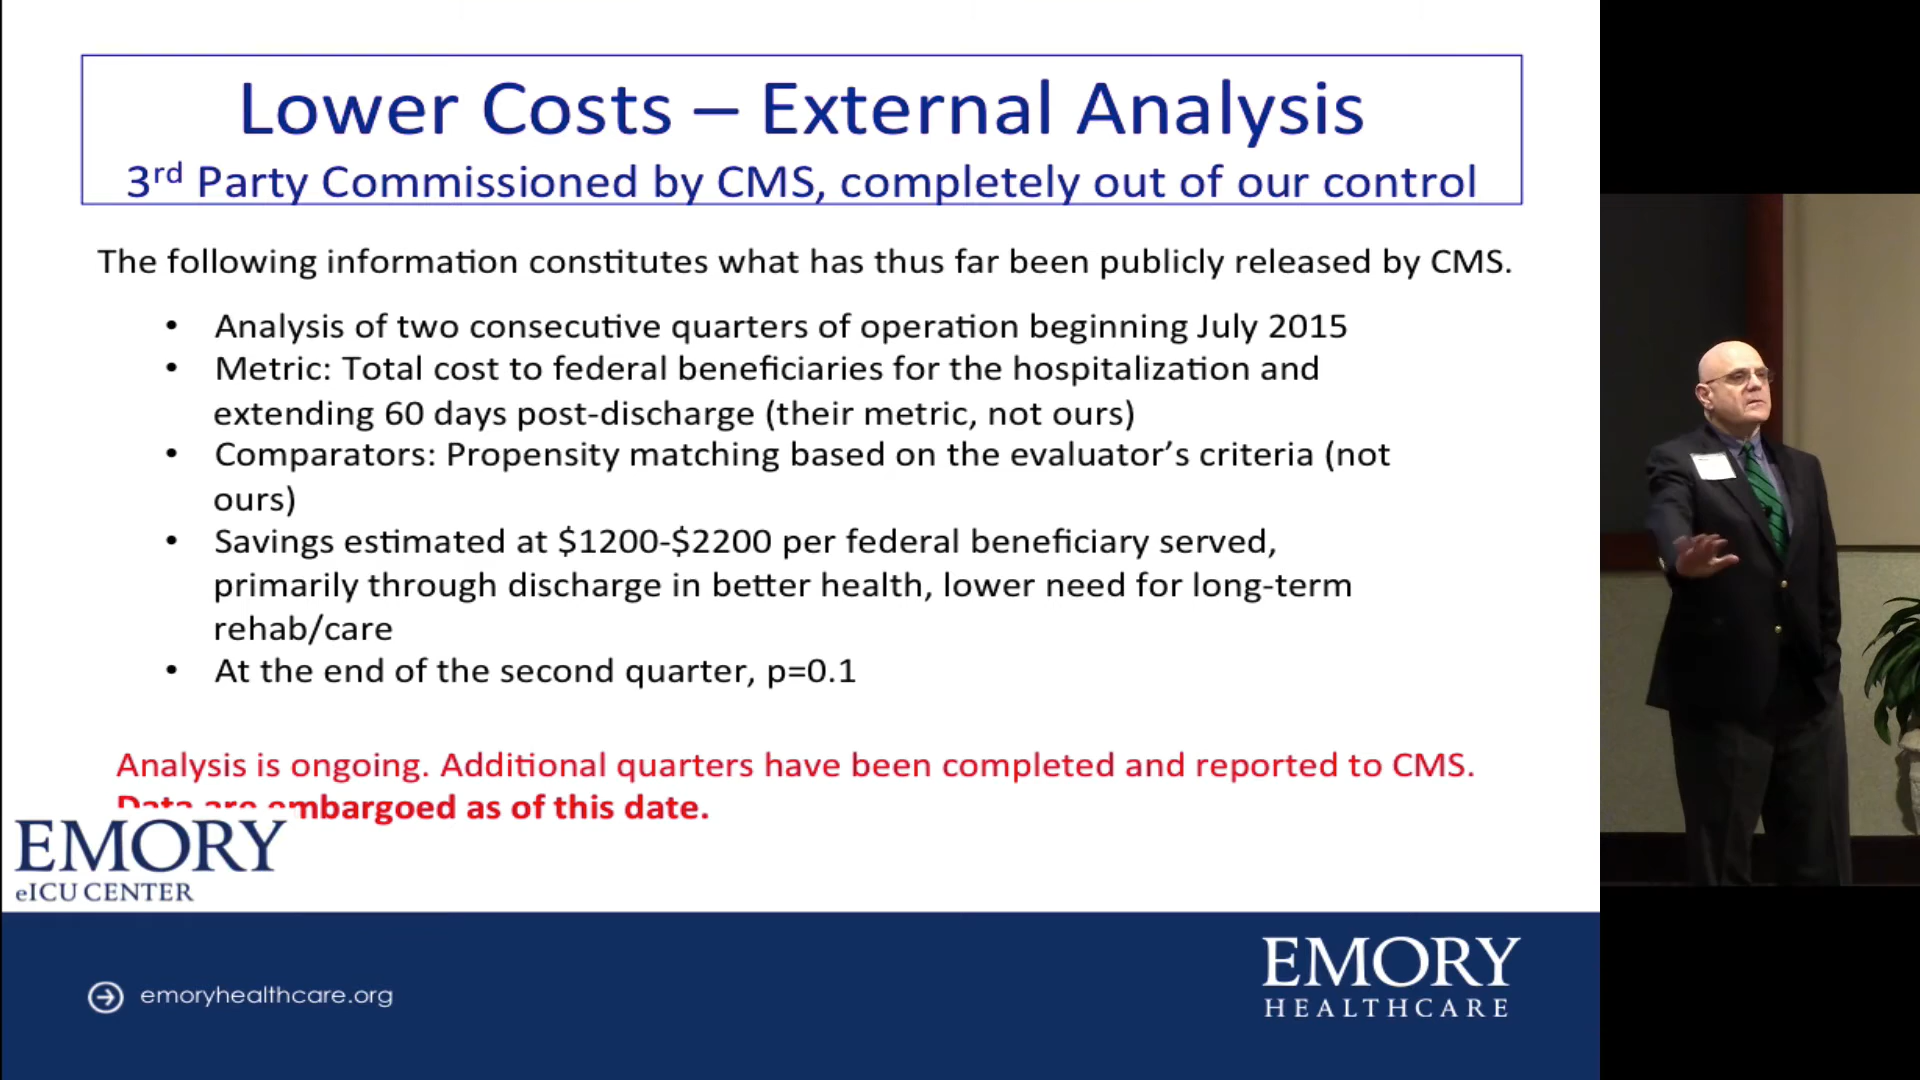 Lower Costs – External Analysis
3rd Party Commissioned by CMS, completely out of our control
The following information constitutes what has thus far been publicly released by CMS.
• Analysis of two consecutive quarters of operation beginning July 2015
• Metric: Total cost to federal beneficiaries for the hospitalization and
extending 60 days post-discharge (their metric, not ours)
• Comparators: Propensity matching based on the evaluator’s criteria (not
ours)
• Savings estimated at $1200-$2200 per federal beneficiary served,
primarily through discharge in better health, lower need for long-term
rehab/care
• At the end of the second quarter, p=0.1
Analysis is ongoing. Additional quarters have been completed and reported to CMS.
Data are embargoed as of this date.
EMORY
eICU CENTER
emoryhealthcare.org
EMORY
HEALTHCARE